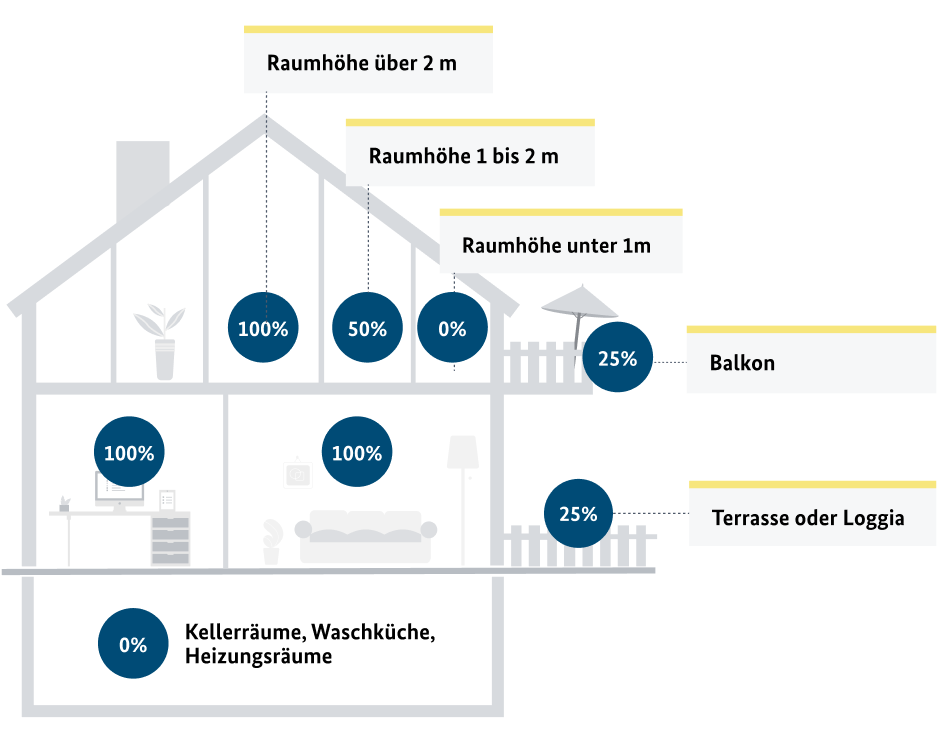 Raumhöhe über 2 m
Raumhöhe 1 bis 2 m
Raumhöhe unter 1m
100%
50%
0%
25%
Balkon
100%
100%
25%
Terrasse oder Loggia
0%
Kellerräume, Waschküche,
Heizungsräume